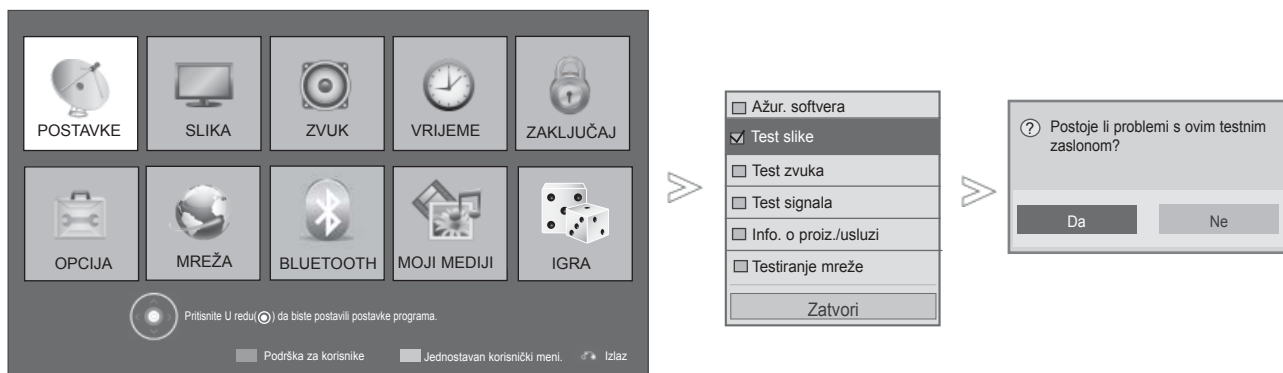 POSTAVKE
SLIKA
ZVUK
VRIJEME
ZAKLJUČAJ
OPCIJA
MREŽA
BLUETOOTH
MOJI MEDIJI
IGRA
Pritisnite U redu(◉) da biste postavili postavke programa.
Podrška za korisnike
Jednostavan korisnički meni.
Izlaz
Ažur. softvera
Test slike
Test zvuka
Test signala
Info. o proiz./usluzi
Testiranje mreže
Zatvori
? Postoje li problemi s ovim testnim
zaslonom?
Da
Ne